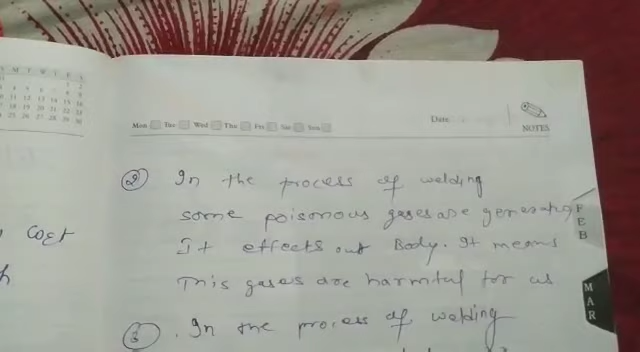 S M T W T F S
Mon Tue Wed Thu Fri Sat Sun
Date
NOTES
② In the process of welding
some poisonous gases are generating
It effects out Body. It means
This gases are harmful for us
③ . In the process of welding
Cost
FEB
MAR